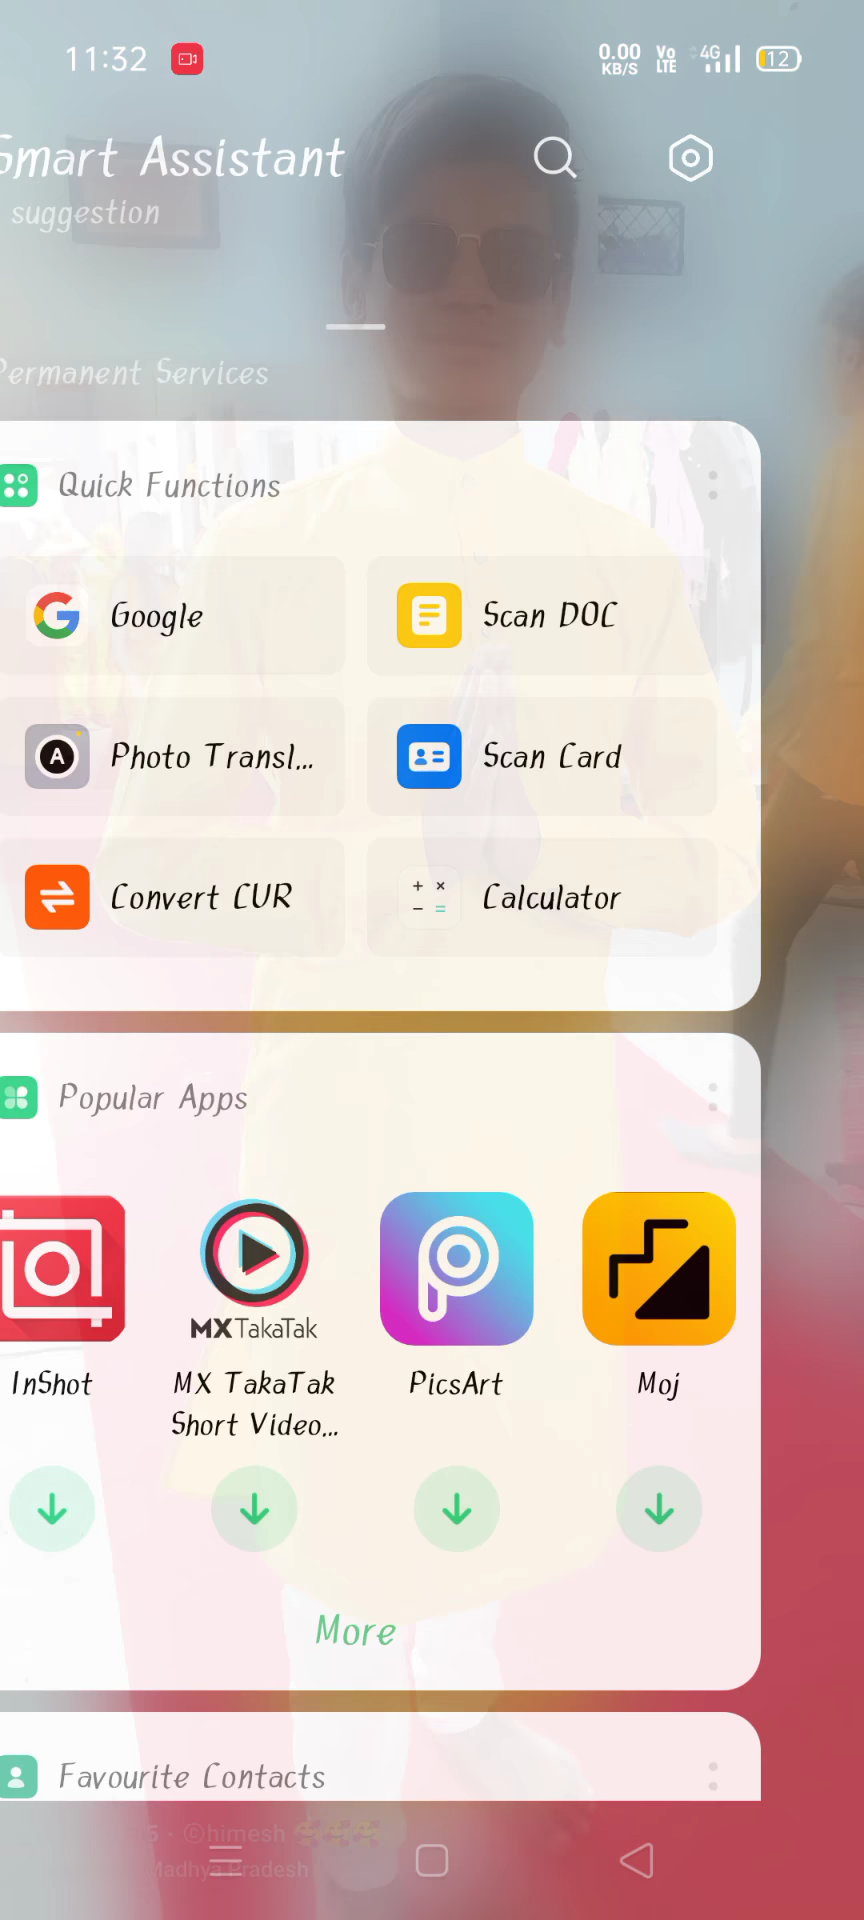 11:32
0.00 KB/S
Vo LTE
4G
12
Smart Assistant
suggestion
Permanent Services
Quick Functions
Google
Scan DOC
A
Photo Transl...
Scan Card
Convert CUR
Calculator
Popular Apps
MX TakaTak
InShot
MX TakaTak
Short Video...
PicsArt
Moj
More
Favourite Contacts
5 · ©himesh
Madhya Pradesh